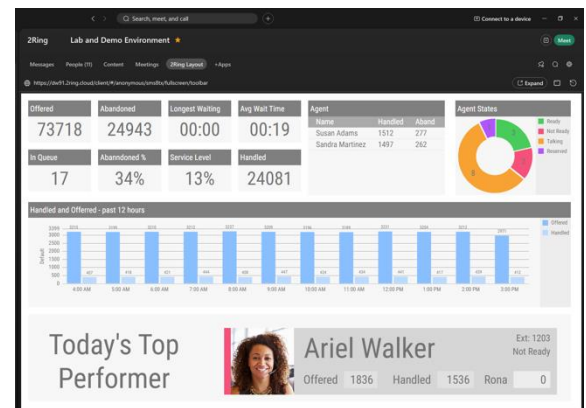 Search, meet, and call
Connect to a device
2Ring Lab and Demo Environment
Meet
Messages People (11) Content Meetings 2Ring Layout +Apps
Expand
Offered Abandoned Longest Waiting Avg Wait Time
73718 24943 00:00 00:19
In Queue Abanndoned % Service Level Handled
17 34% 13% 24081
Agent
Name Handled Aband
Susan Adams 1512 277
Sandra Martinez 1497 262
Agent States
Ready
Not Ready
Talking
Reserved
Handled and Offerred - past 12 hours
Default
4:00 AM 5:00 AM 6:00 AM 7:00 AM 8:00 AM 9:00 AM 10:00 AM 11:00 AM 12:00 PM 1:00 PM 2:00 PM 3:00 PM
Offered
Handled
Today's Top
Performer
Ariel Walker
Ext: 1203
Not Ready
Offered 1836 Handled 1536 Rona 0